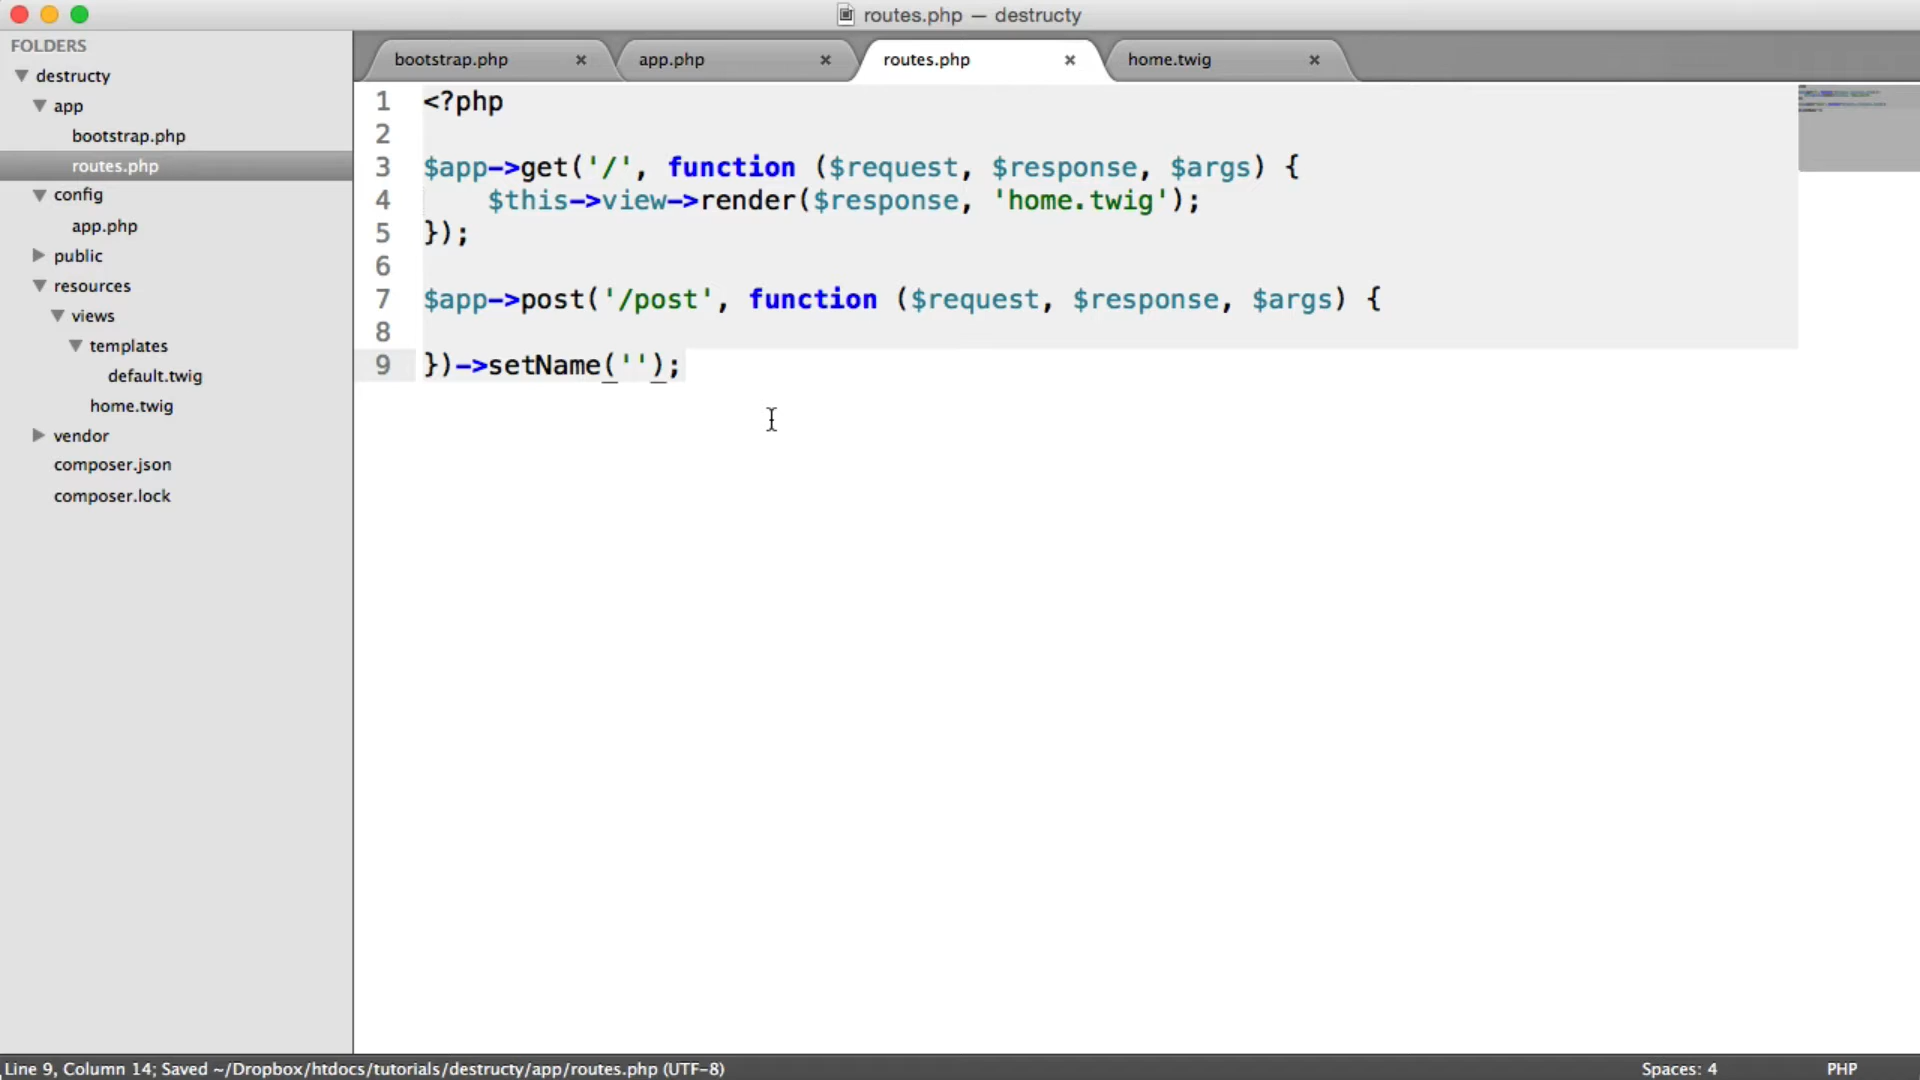 routes.php — destructy
FOLDERS
destructy
app
bootstrap.php
routes.php
config
app.php
public
resources
views
templates
default.twig
home.twig
vendor
composer.json
composer.lock
bootstrap.php × app.php × routes.php × home.twig ×
1 <?php
2
3 $app->get('/', function ($request, $response, $args) {
4 $this->view->render($response, 'home.twig');
5 });
6
7 $app->post('/post', function ($request, $response, $args) {
8
9 })->setName('');
Line 9, Column 14; Saved ~/Dropbox/htdocs/tutorials/destructy/app/routes.php (UTF-8) Spaces: 4 PHP